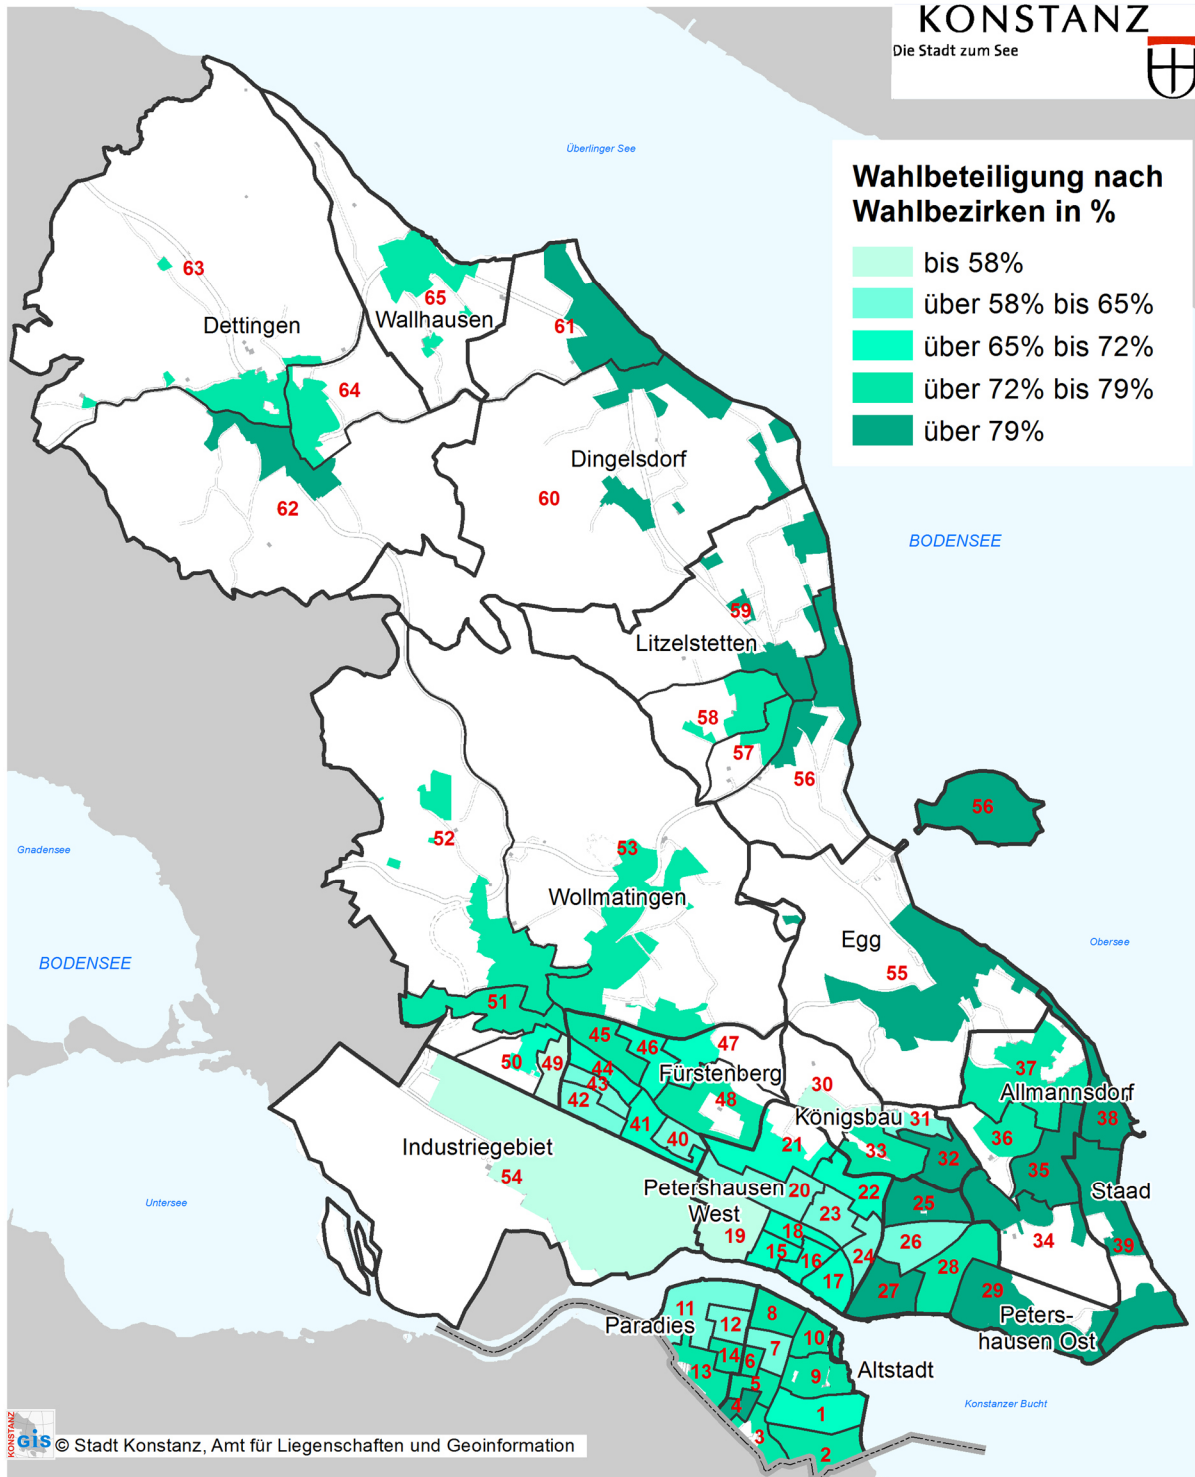 KONSTANZ
Die Stadt zum See
Überlinger See
Wahlbeteiligung nach
Wahlbezirken in %
bis 58%
über 58% bis 65%
über 65% bis 72%
über 72% bis 79%
über 79%
63
65
Dettingen
Wallhausen
61
64
Dingelsdorf
60
62
BODENSEE
59
Litzelstetten
58
57
56
56
52
53
Gnadensee
Wollmatingen
Egg
Obersee
BODENSEE
55
51
45
46
47
50
49
44
43
Fürstenberg
37
30
Allmannsdorf
42
48
Königsbau
31
38
41
40
21
33
36
Industriegebiet
32
35
54
Petershausen
West
20
22
Staad
Untersee
25
23
18
19
26
34
39
15
16
24
17
28
27
29
11
8
Paradies
12
10
Peters-
hausen Ost
7
14
6
13
9
Altstadt
5
4
1
Konstanzer Bucht
3
2
KONSTANZ
GIS
© Stadt Konstanz, Amt für Liegenschaften und Geoinformation